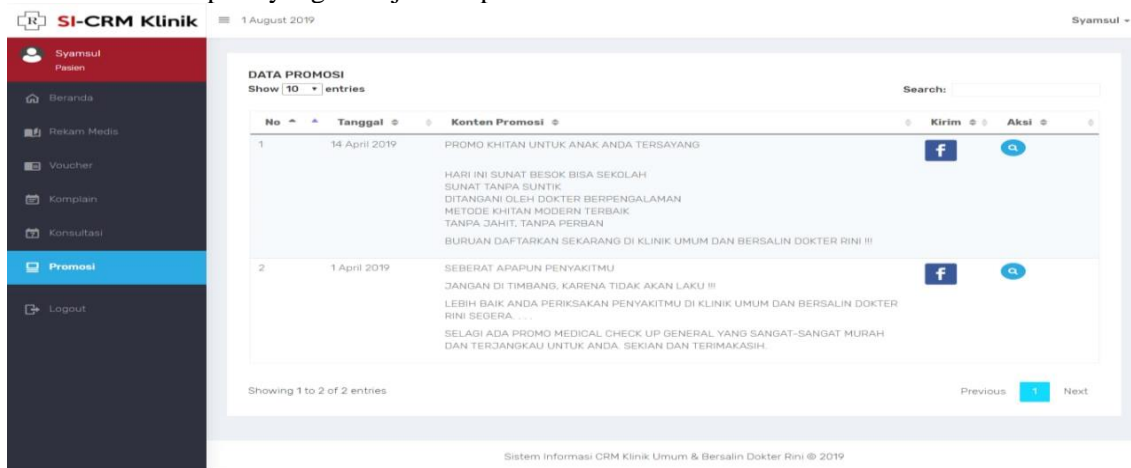 SI-CRM Klinik
1 August 2019
Syamsul
Syamsul
Pasien
Beranda
Rekam Medis
Voucher
Komplain
Konsultasi
Promosi
Logout
DATA PROMOSI
Show 10 entries
Search:
No Tanggal Konten Promosi Kirim Aksi
1 14 April 2019 PROMO KHITAN UNTUK ANAK ANDA TERSAYANG
HARI INI SUNAT BESOK BISA SEKOLAH
SUNAT TANPA SUNTIK
DITANGANI OLEH DOKTER BERPENGALAMAN
METODE KHITAN MODERN TERBAIK
TANPA JAHIT, TANPA PERBAN
BURUAN DAFTARKAN SEKARANG DI KLINIK UMUM DAN BERSALIN DOKTER RINI !!!
2 1 April 2019 SEBERAT APAPUN PENYAKITMU
JANGAN DI TIMBANG, KARENA TIDAK AKAN LAKU !!!
LEBIH BAIK ANDA PERIKSAKAN PENYAKITMU DI KLINIK UMUM DAN BERSALIN DOKTER
RINI SEGERA. . . .
SELAGI ADA PROMO MEDICAL CHECK UP GENERAL YANG SANGAT-SANGAT MURAH
DAN TERJANGKAU UNTUK ANDA. SEKIAN DAN TERIMAKASIH.
Showing 1 to 2 of 2 entries
Previous 1 Next
Sistem Informasi CRM Klinik Umum & Bersalin Dokter Rini © 2019